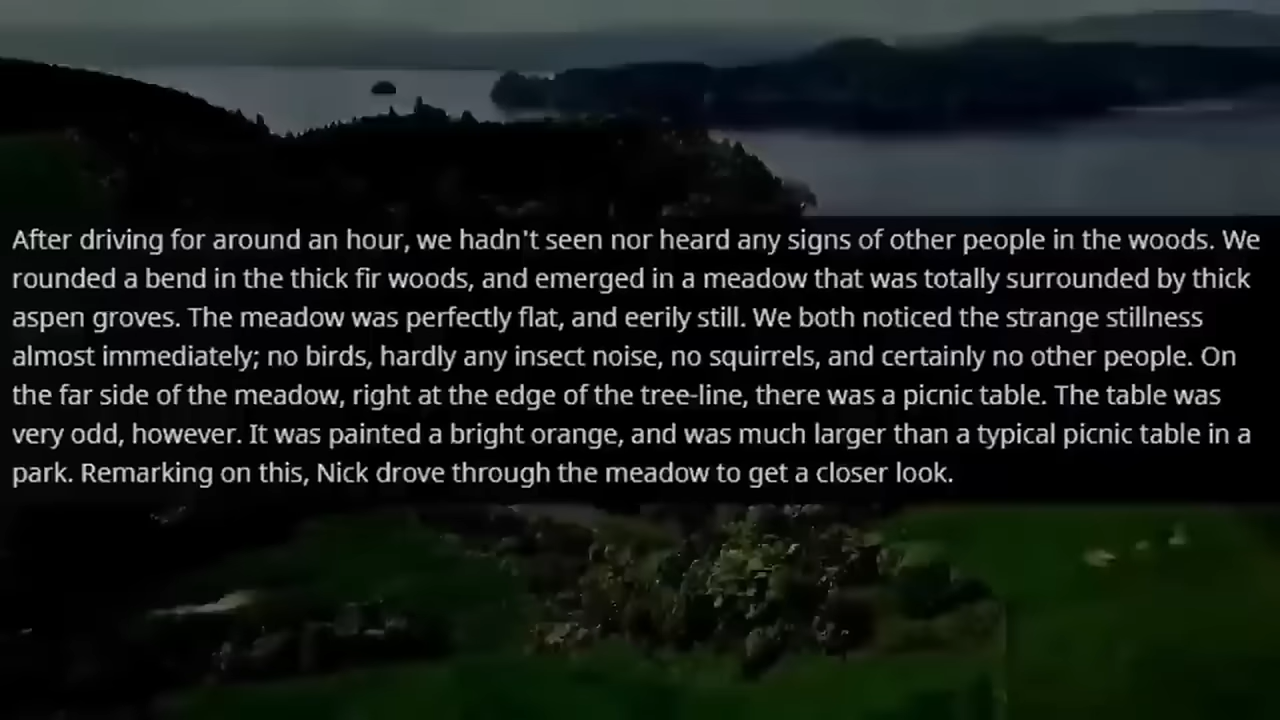 After driving for around an hour, we hadn't seen nor heard any signs of other people in the woods. We
rounded a bend in the thick fir woods, and emerged in a meadow that was totally surrounded by thick
aspen groves. The meadow was perfectly flat, and eerily still. We both noticed the strange stillness
almost immediately; no birds, hardly any insect noise, no squirrels, and certainly no other people. On
the far side of the meadow, right at the edge of the tree-line, there was a picnic table. The table was
very odd, however. It was painted a bright orange, and was much larger than a typical picnic table in a
park. Remarking on this, Nick drove through the meadow to get a closer look.